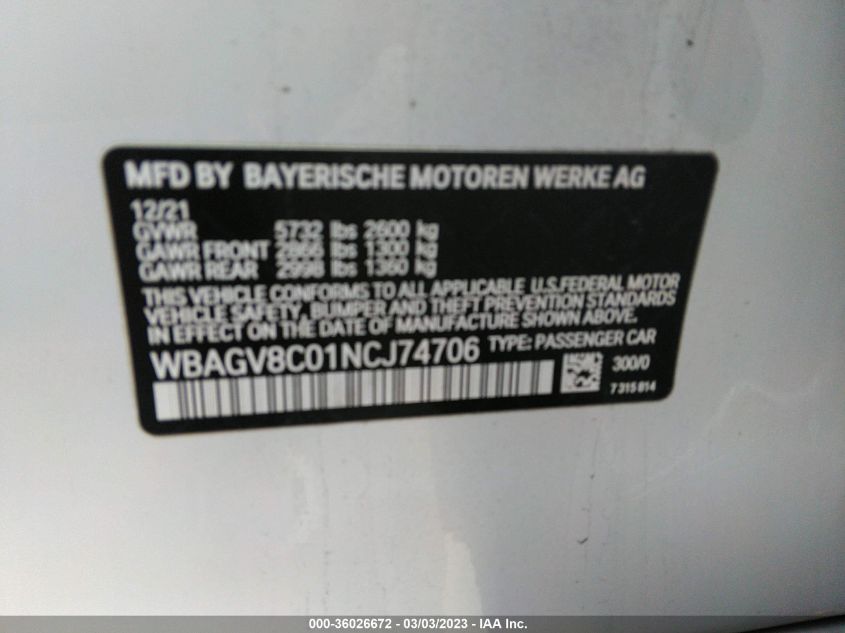 MFD BY BAYERISCHE MOTOREN WERKE AG
12/21
GVWR 5732 lbs 2600 kg
GAWR FRONT 2866 lbs 1300 kg
GAWR REAR 2998 lbs 1360 kg
THIS VEHICLE CONFORMS TO ALL APPLICABLE U.S.FEDERAL MOTOR
VEHICLE SAFETY, BUMPER AND THEFT PREVENTION STANDARDS
IN EFFECT ON THE DATE OF MANUFACTURE SHOWN ABOVE.
WBAGV8C01NCJ74706 TYPE: PASSENGER CAR
300/0
7 315 814
000-36026672 - 03/03/2023 - IAA Inc.